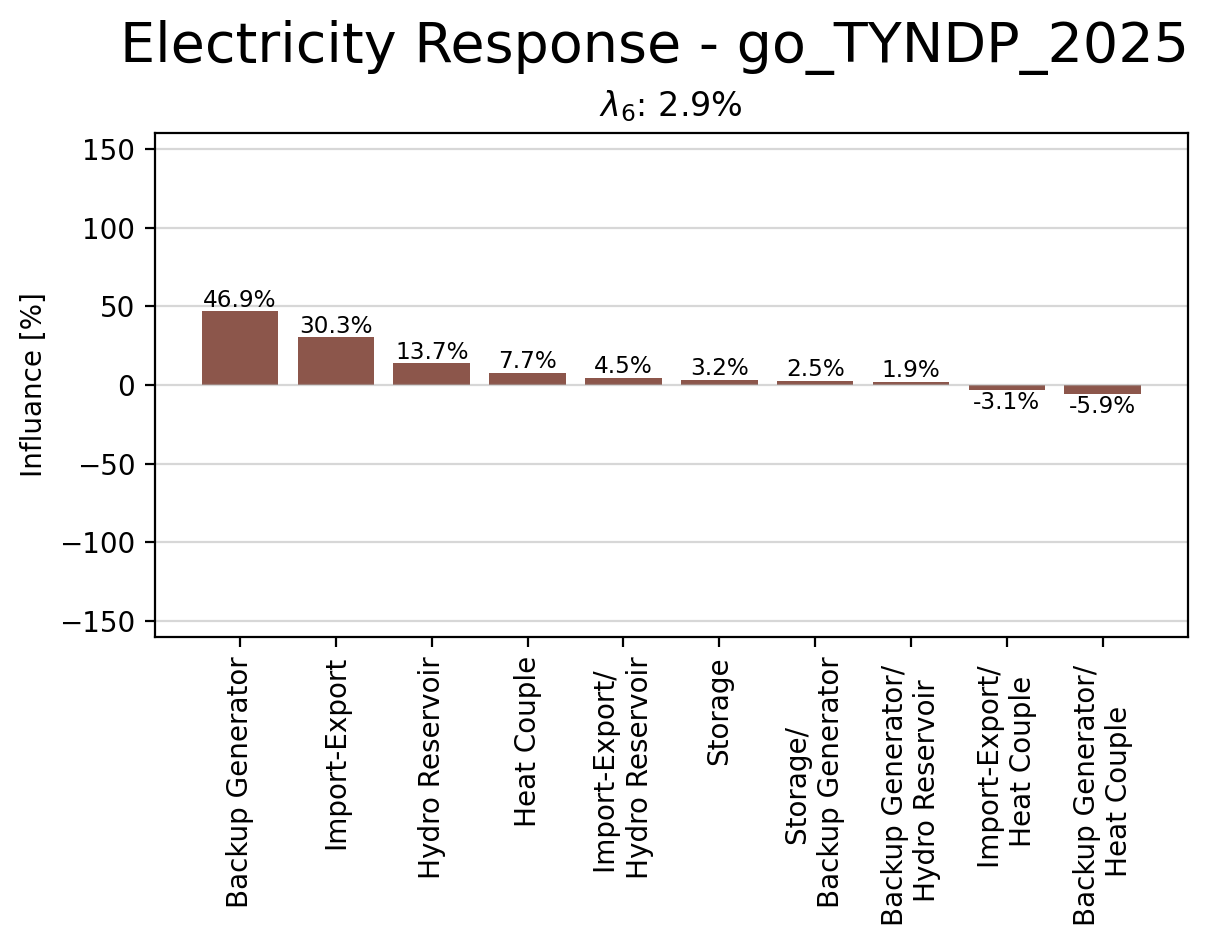 Electricity Response - go_TYNDP_2025
λ6: 2.9%
Influance [%]
150
100
50
0
−50
−100
−150
46.9%
30.3%
13.7%
7.7%
4.5%
3.2%
2.5%
1.9%
-3.1%
-5.9%
Backup Generator
Import-Export
Hydro Reservoir
Heat Couple
Import-Export/
Hydro Reservoir
Storage
Storage/
Backup Generator
Backup Generator/
Hydro Reservoir
Import-Export/
Heat Couple
Backup Generator/
Heat Couple